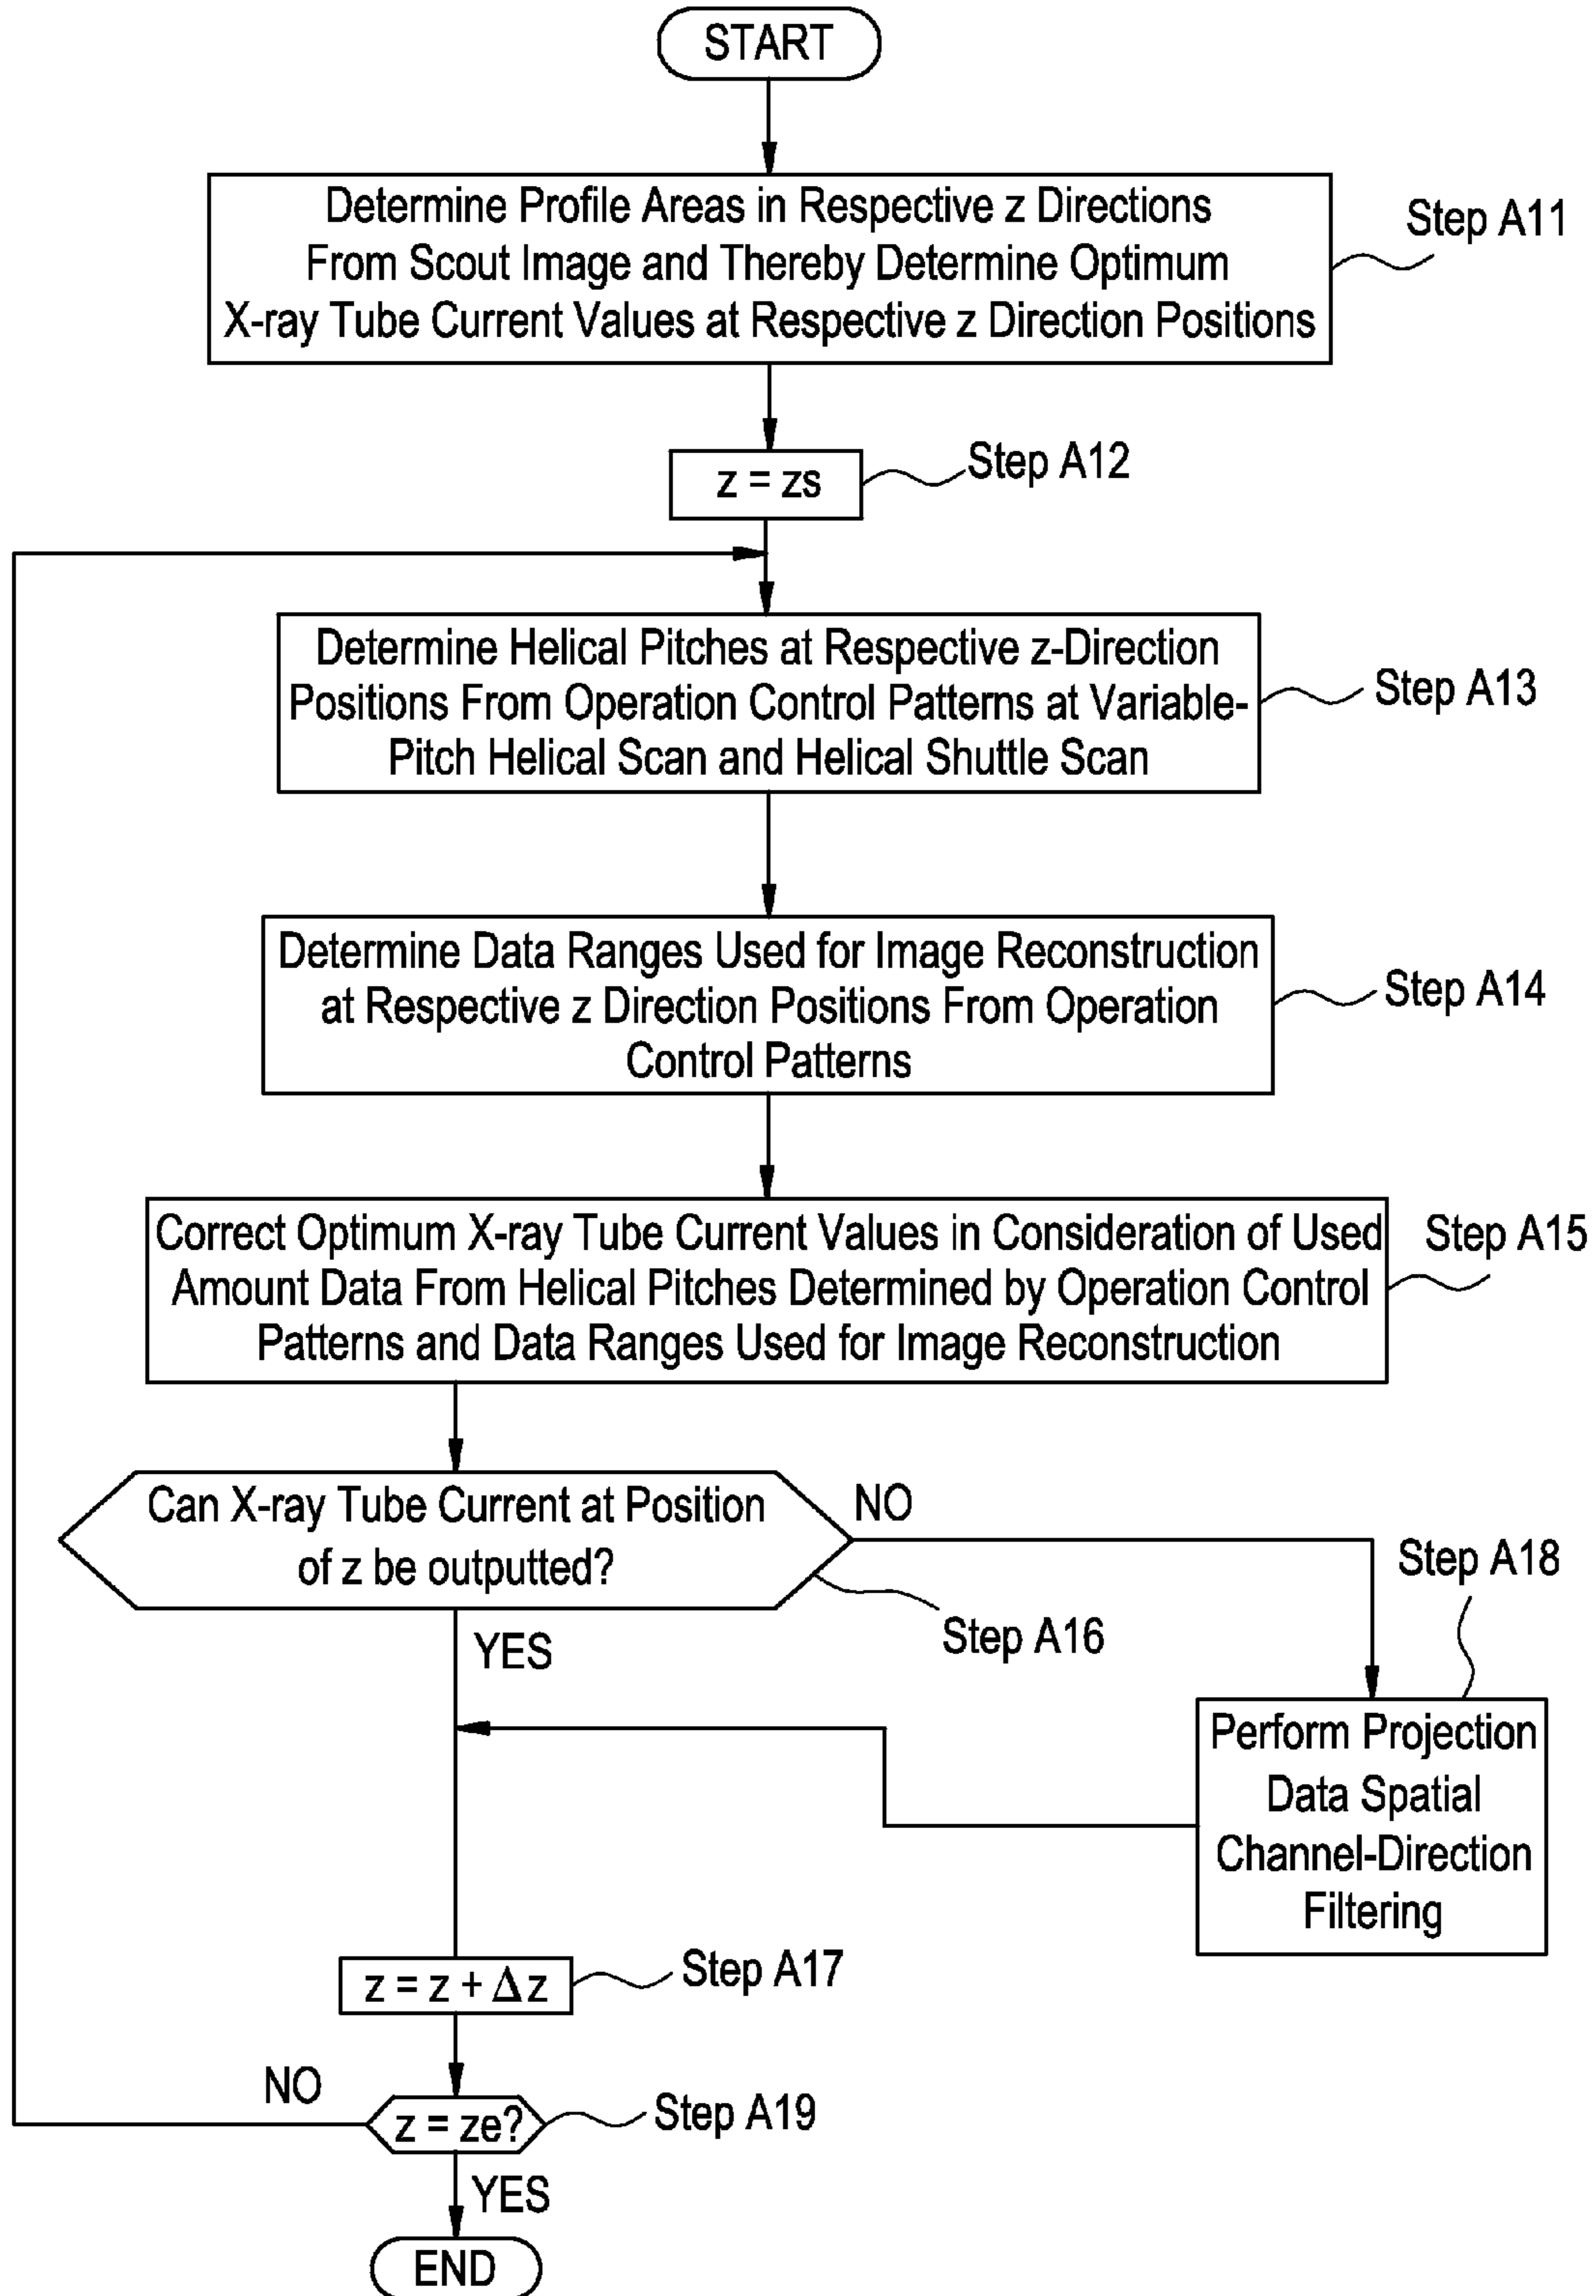 START
Determine Profile Areas in Respective z Directions
From Scout Image and Thereby Determine Optimum
X-ray Tube Current Values at Respective z Direction Positions
Step A11
z = zs
Step A12
Determine Helical Pitches at Respective z-Direction
Positions From Operation Control Patterns at Variable-
Pitch Helical Scan and Helical Shuttle Scan
Step A13
Determine Data Ranges Used for Image Reconstruction
at Respective z Direction Positions From Operation
Control Patterns
Step A14
Correct Optimum X-ray Tube Current Values in Consideration of Used
Amount Data From Helical Pitches Determined by Operation Control
Patterns and Data Ranges Used for Image Reconstruction
Step A15
Can X-ray Tube Current at Position
of z be outputted?
NO
Step A16
YES
Step A18
Perform Projection
Data Spatial
Channel-Direction
Filtering
z = z + Δz
Step A17
NO
z = ze?
Step A19
YES
END